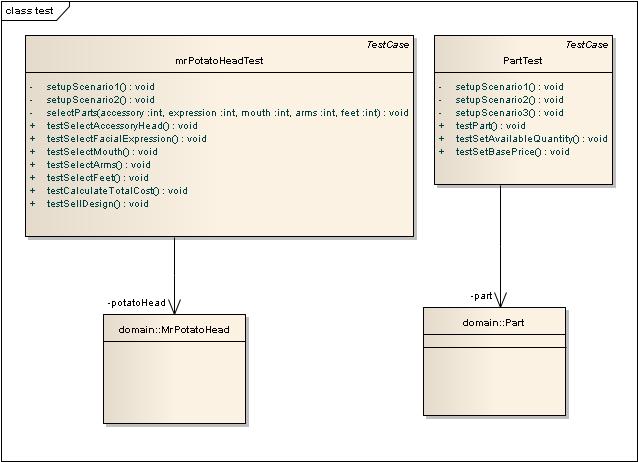 class test
TestCase
mrPotatoHeadTest
- setupScenario1() : void
- setupScenario2() : void
- selectParts(accessory :int, expression :int, mouth :int, arms :int, feet :int) : void
+ testSelectAccessoryHead() : void
+ testSelectFacialExpression() : void
+ testSelectMouth() : void
+ testSelectArms() : void
+ testSelectFeet() : void
+ testCalculateTotalCost() : void
+ testSellDesign() : void
TestCase
PartTest
- setupScenario1() : void
- setupScenario2() : void
- setupScenario3() : void
+ testPart() : void
+ testSetAvailableQuantity() : void
+ testSetBasePrice() : void
-potatoHead
domain::MrPotatoHead
-part
domain::Part